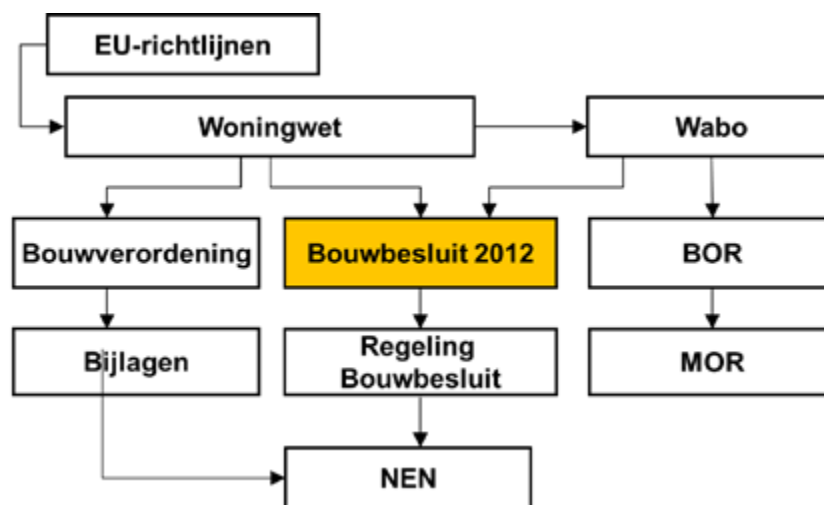 EU-richtlijnen
Woningwet
Wabo
Bouwverordening
Bouwbesluit 2012
BOR
Bijlagen
Regeling
Bouwbesluit
MOR
NEN